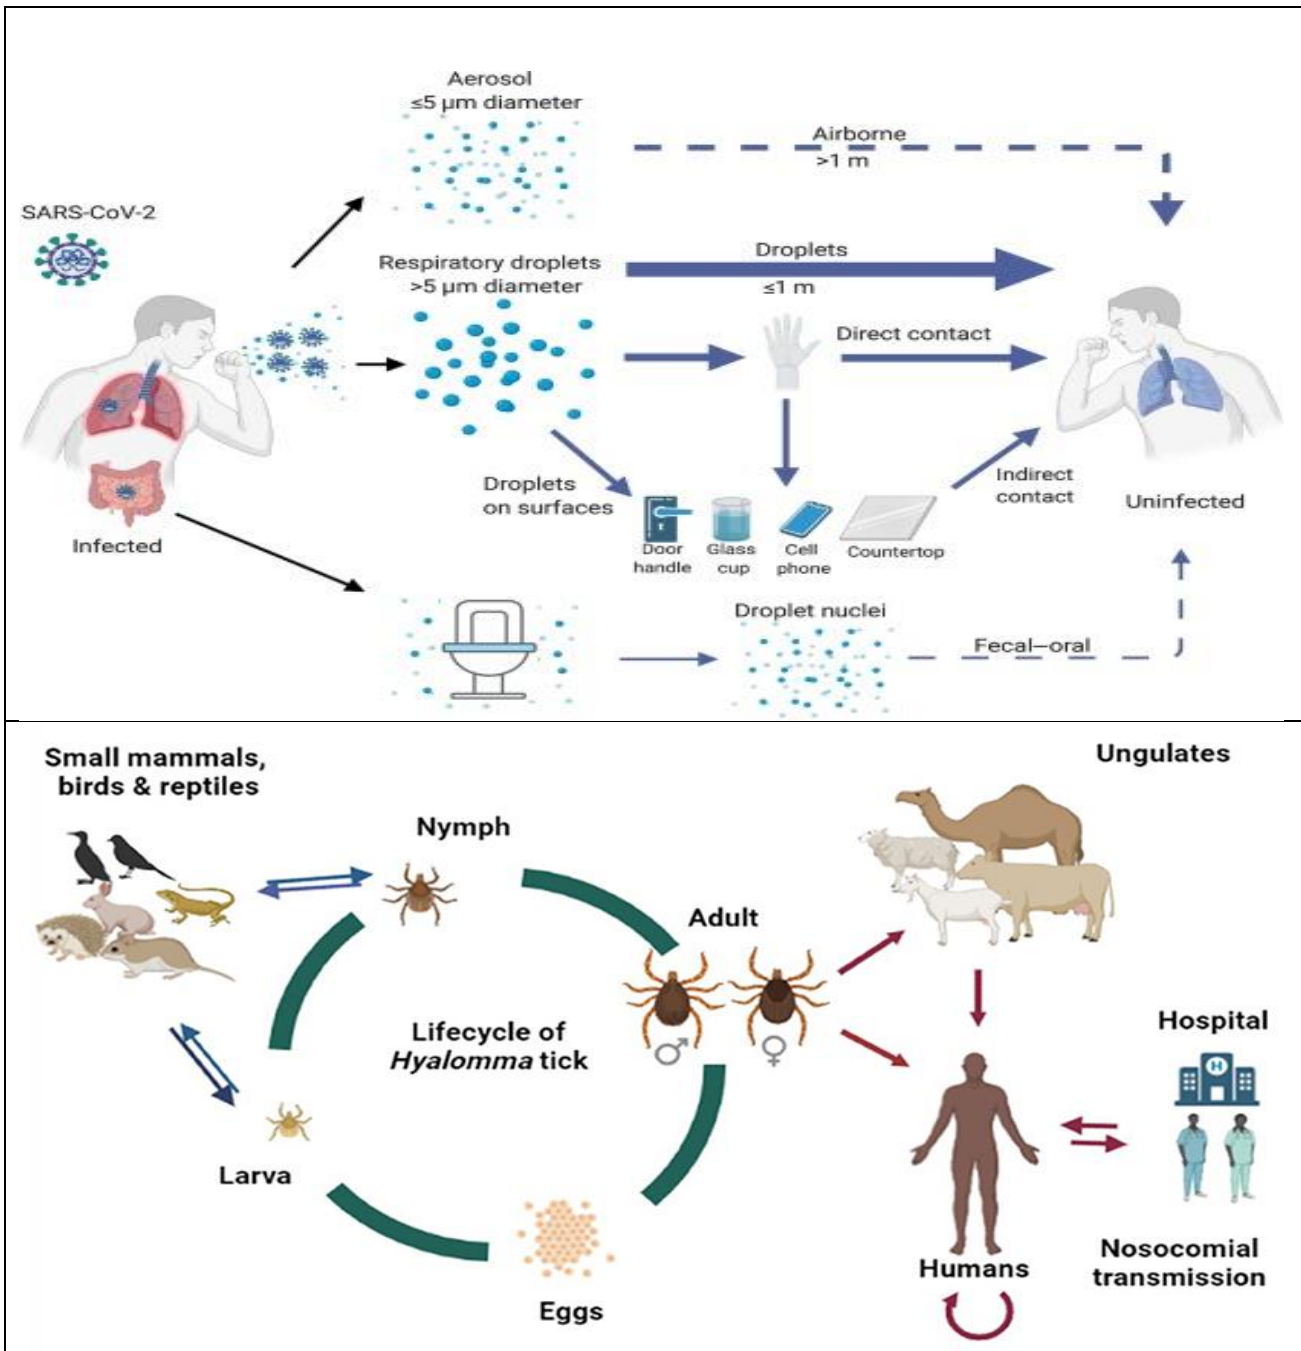 Aerosol
≤5 µm diameter
Airborne
>1 m
SARS-CoV-2
Respiratory droplets
>5 µm diameter
Droplets
≤1 m
Direct contact
Droplets
on surfaces
Indirect
contact
Uninfected
Infected
Door
handle
Glass
cup
Cell
phone
Countertop
Droplet nuclei
Fecal–oral
Small mammals,
birds & reptiles
Nymph
Ungulates
Adult
Lifecycle of
Hyalomma tick
♂
♀
Hospital
H
Larva
Eggs
Humans
Nosocomial
transmission